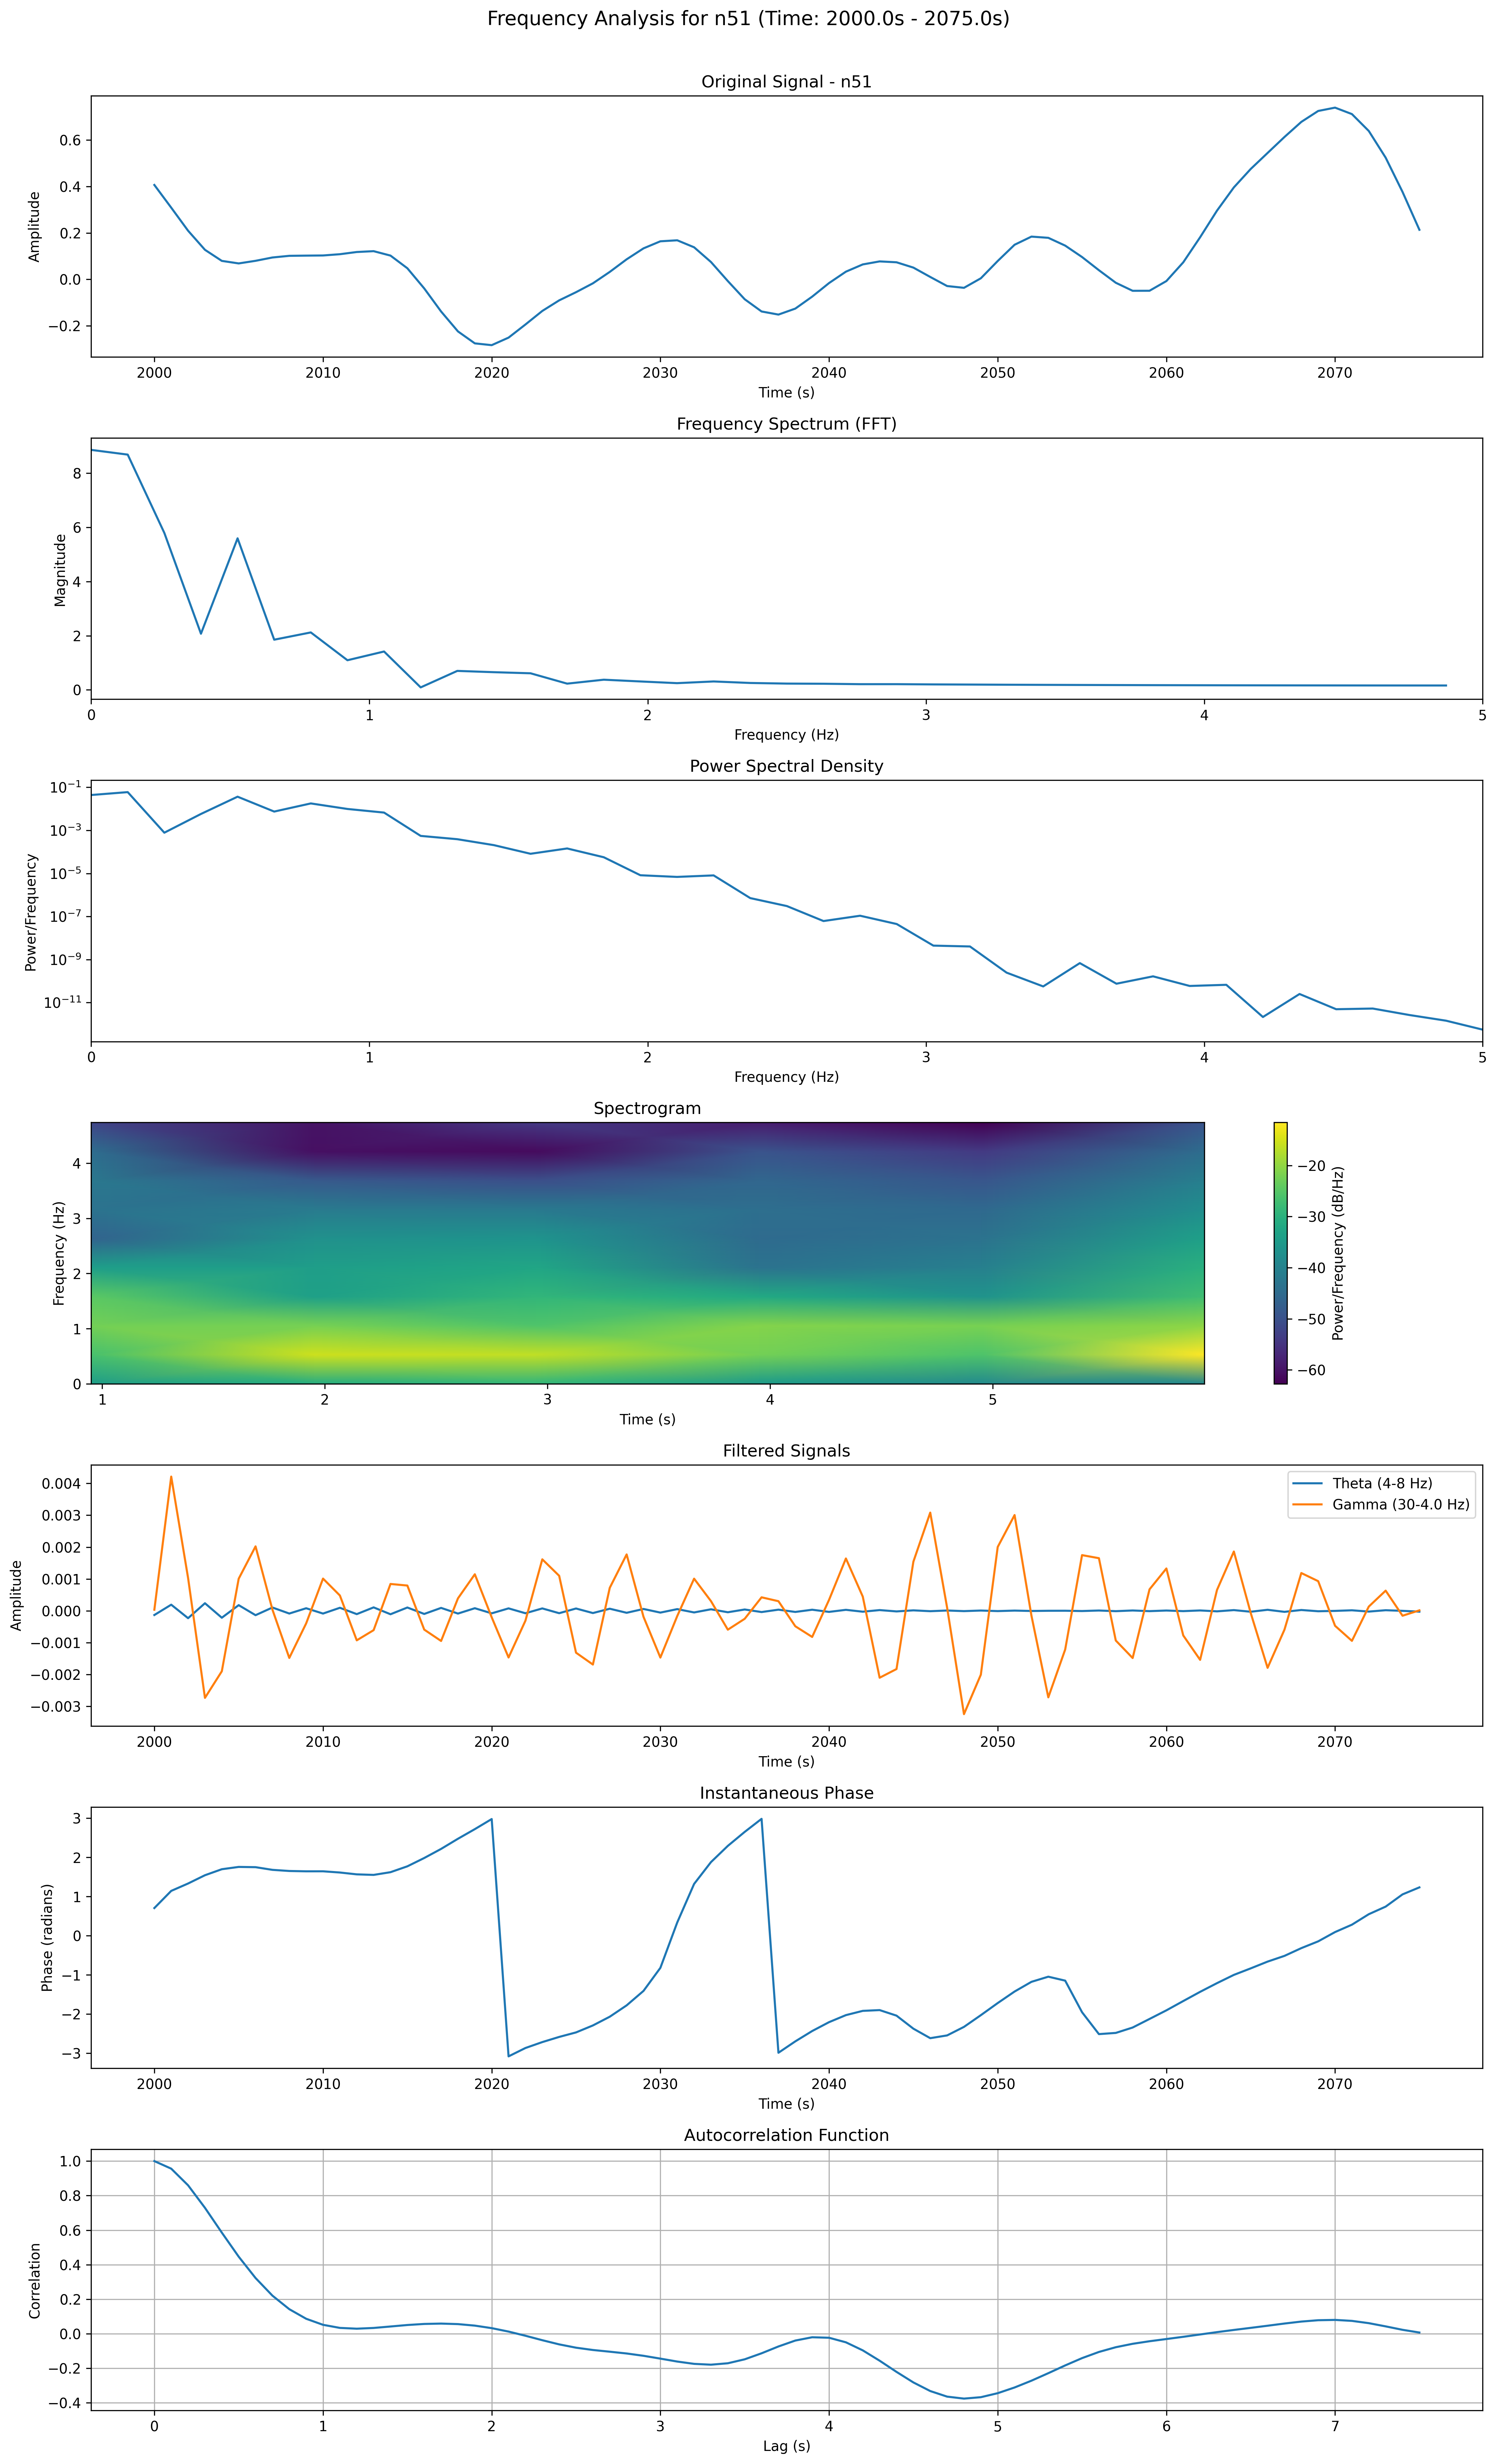 Frequency Analysis for n51 (Time: 2000.0s - 2075.0s)
Original Signal - n51
Amplitude
0.6
0.4
0.2
0.0
−0.2
2000 2010 2020 2030 2040 2050 2060 2070
Time (s)
Frequency Spectrum (FFT)
Magnitude
8
6
4
2
0
0 1 2 3 4 5
Frequency (Hz)
Power Spectral Density
Power/Frequency
10⁻¹
10⁻³
10⁻⁵
10⁻⁷
10⁻⁹
10⁻¹¹
0 1 2 3 4 5
Frequency (Hz)
Spectrogram
Frequency (Hz)
4
3
2
1
0
1 2 3 4 5
Time (s)
−20
−30
−40
−50
−60
Power/Frequency (dB/Hz)
Filtered Signals
Theta (4-8 Hz)
Gamma (30-4.0 Hz)
Amplitude
0.004
0.003
0.002
0.001
0.000
−0.001
−0.002
−0.003
2000 2010 2020 2030 2040 2050 2060 2070
Time (s)
Instantaneous Phase
Phase (radians)
3
2
1
0
−1
−2
−3
2000 2010 2020 2030 2040 2050 2060 2070
Time (s)
Autocorrelation Function
Correlation
1.0
0.8
0.6
0.4
0.2
0.0
−0.2
−0.4
0 1 2 3 4 5 6 7
Lag (s)